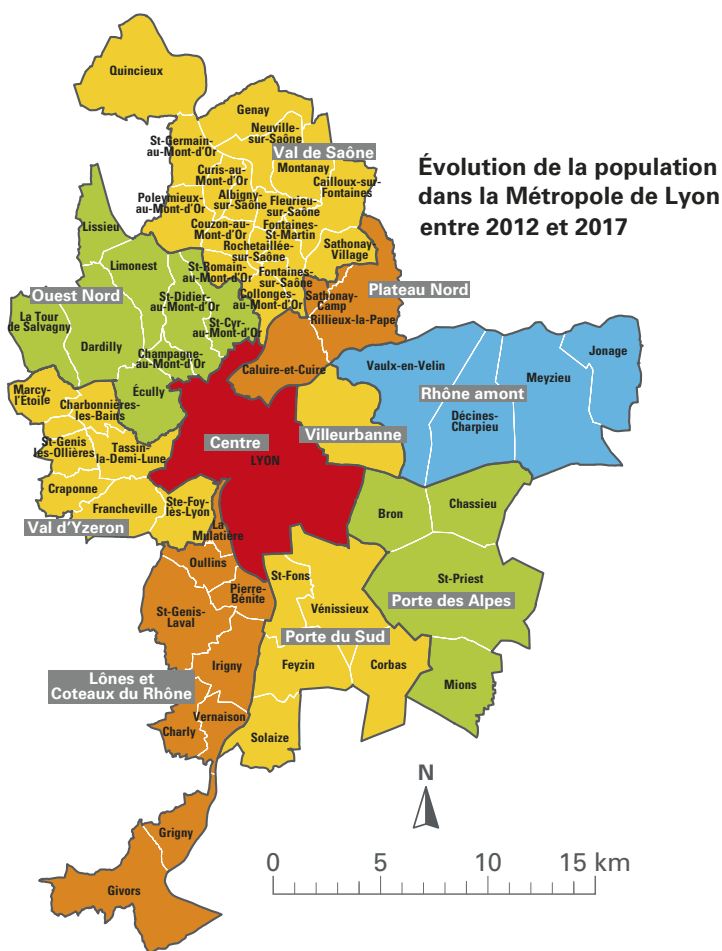 Quincieux
Genay
Neuville-
sur-Saône
St-Germain-
au-Mont-d'Or
Val de Saône
Curis-au-
Mont-d'Or
Montanay
Cailloux-sur-
Fontaines
Poleymieux-
au-Mont-d'Or
Albigny-
sur-Saône
Fleurieu-
sur-Saône
Couzon-au-
Mont-d'Or
Fontaines-
St-Martin
Rochetaillée-
sur-Saône
Sathonay-
Village
Évolution de la population
dans la Métropole de Lyon
entre 2012 et 2017
Lissieu
Limonest
St-Romain-
au-Mont-d'Or
Fontaines-
sur-Saône
Ouest Nord
St-Didier-
au-Mont-d'Or
Collonges-
au-Mont-d'Or
Sathonay-
Camp
Plateau Nord
Rillieux-la-Pape
La Tour
de Salvagny
St-Cyr-
au-Mont-d'Or
Dardilly
Champagne-
au-Mont-d'Or
Caluire-et-Cuire
Vaulx-en-Velin
Jonage
Meyzieu
Rhône amont
Décines-
Charpieu
Marcy-
l'Etoile
Charbonnières-
les-Bains
Écully
St-Genis
les-Ollières
Tassin-
la-Demi-Lune
Centre
LYON
Villeurbanne
Craponne
Francheville
Ste-Foy-
lès-Lyon
Val d'Yzeron
La
Mulatière
Bron
Chassieu
Oullins
St-Fons
St-Priest
Pierre-
Bénite
Vénissieux
Porte des Alpes
St-Genis-
Laval
Porte du Sud
Irigny
Feyzin
Corbas
Mions
Lônes et
Coteaux du Rhône
Vernaison
Charly
Solaize
N
Grigny
Givors
0 5 10 15 km